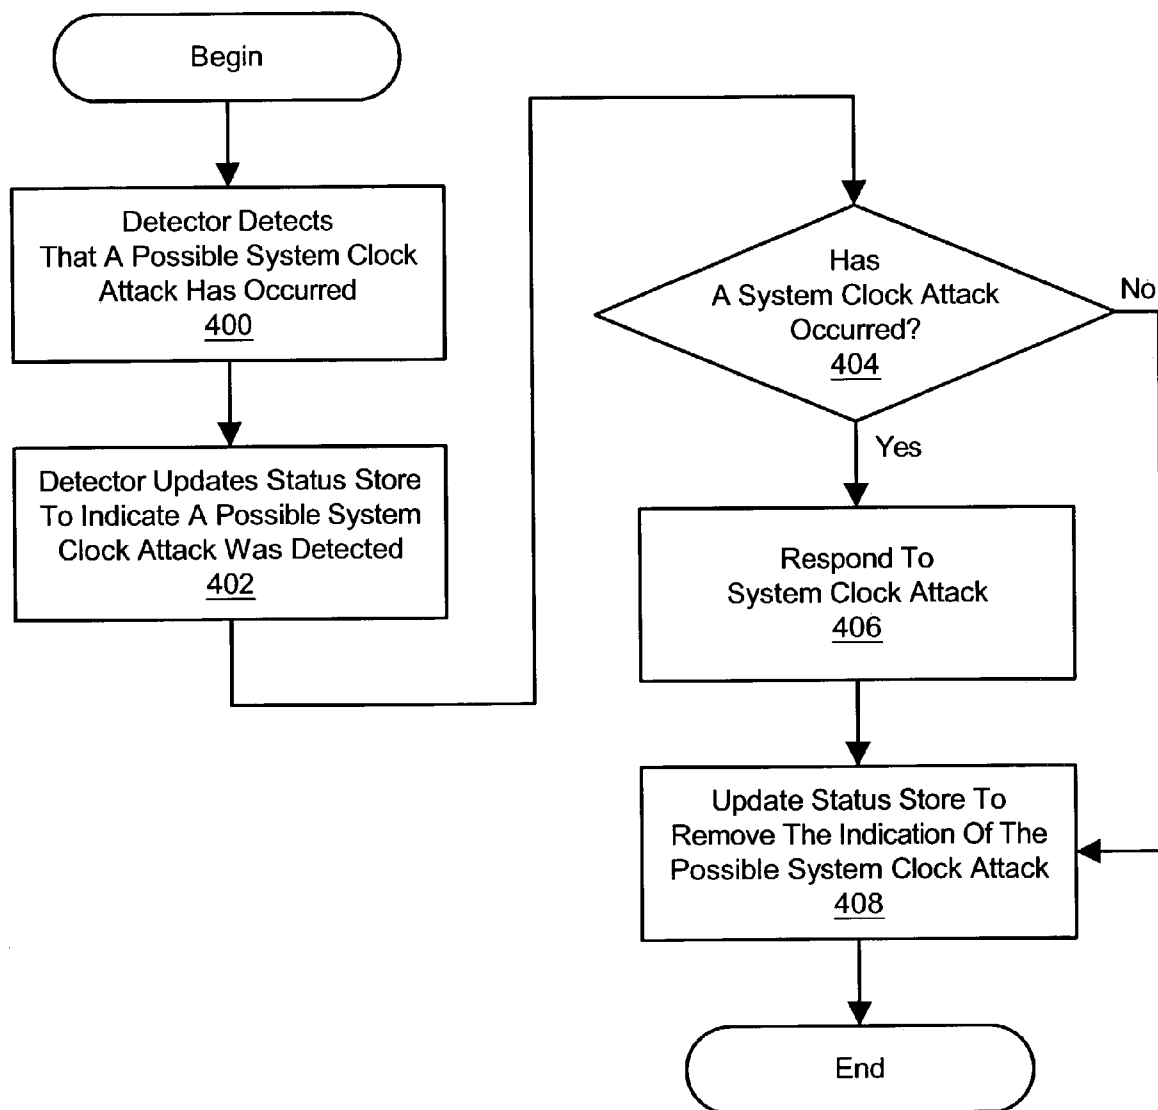 Begin
Detector Detects
That A Possible System Clock
Attack Has Occurred
400
Detector Updates Status Store
To Indicate A Possible System
Clock Attack Was Detected
402
Has
A System Clock Attack
Occurred?
404
No
Yes
Respond To
System Clock Attack
406
Update Status Store To
Remove The Indication Of The
Possible System Clock Attack
408
End